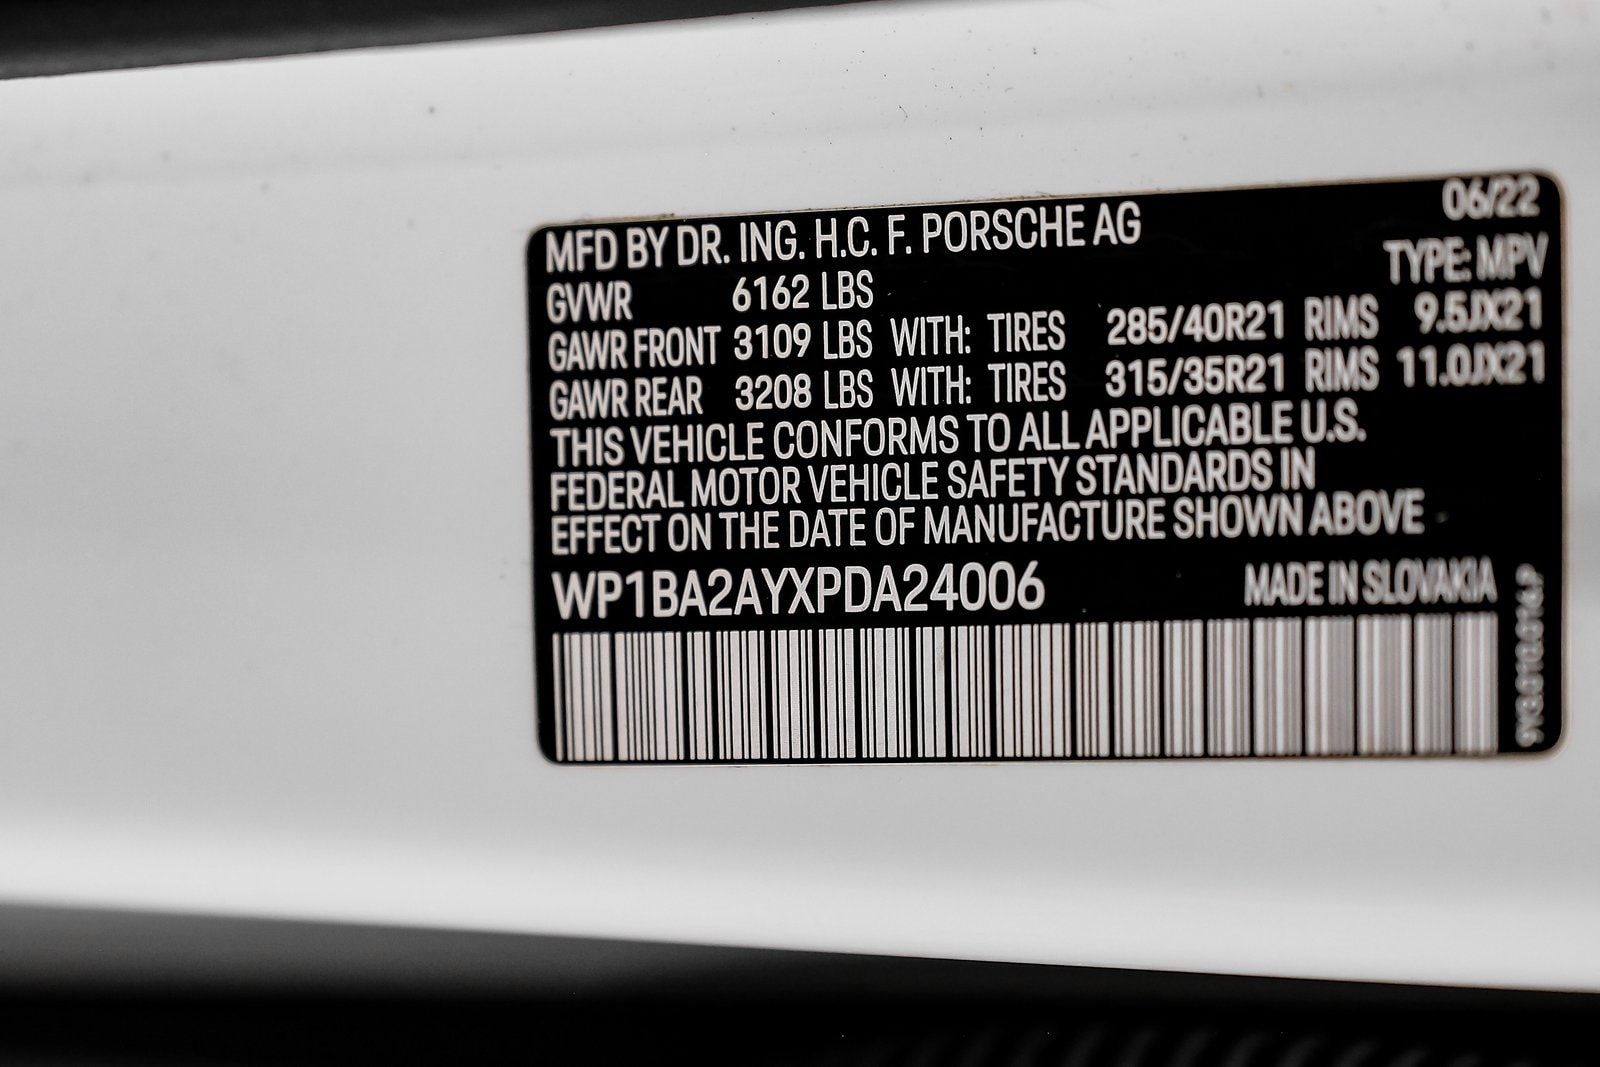 06/22
MFD BY DR. ING. H.C. F. PORSCHE AG
TYPE: MPV
GVWR 6162 LBS
GAWR FRONT 3109 LBS WITH: TIRES 285/40R21 RIMS 9.5JX21
GAWR REAR 3208 LBS WITH: TIRES 315/35R21 RIMS 11.0JX21
THIS VEHICLE CONFORMS TO ALL APPLICABLE U.S.
FEDERAL MOTOR VEHICLE SAFETY STANDARDS IN
EFFECT ON THE DATE OF MANUFACTURE SHOWN ABOVE
WP1BA2AYXPDA24006
MADE IN SLOVAKIA